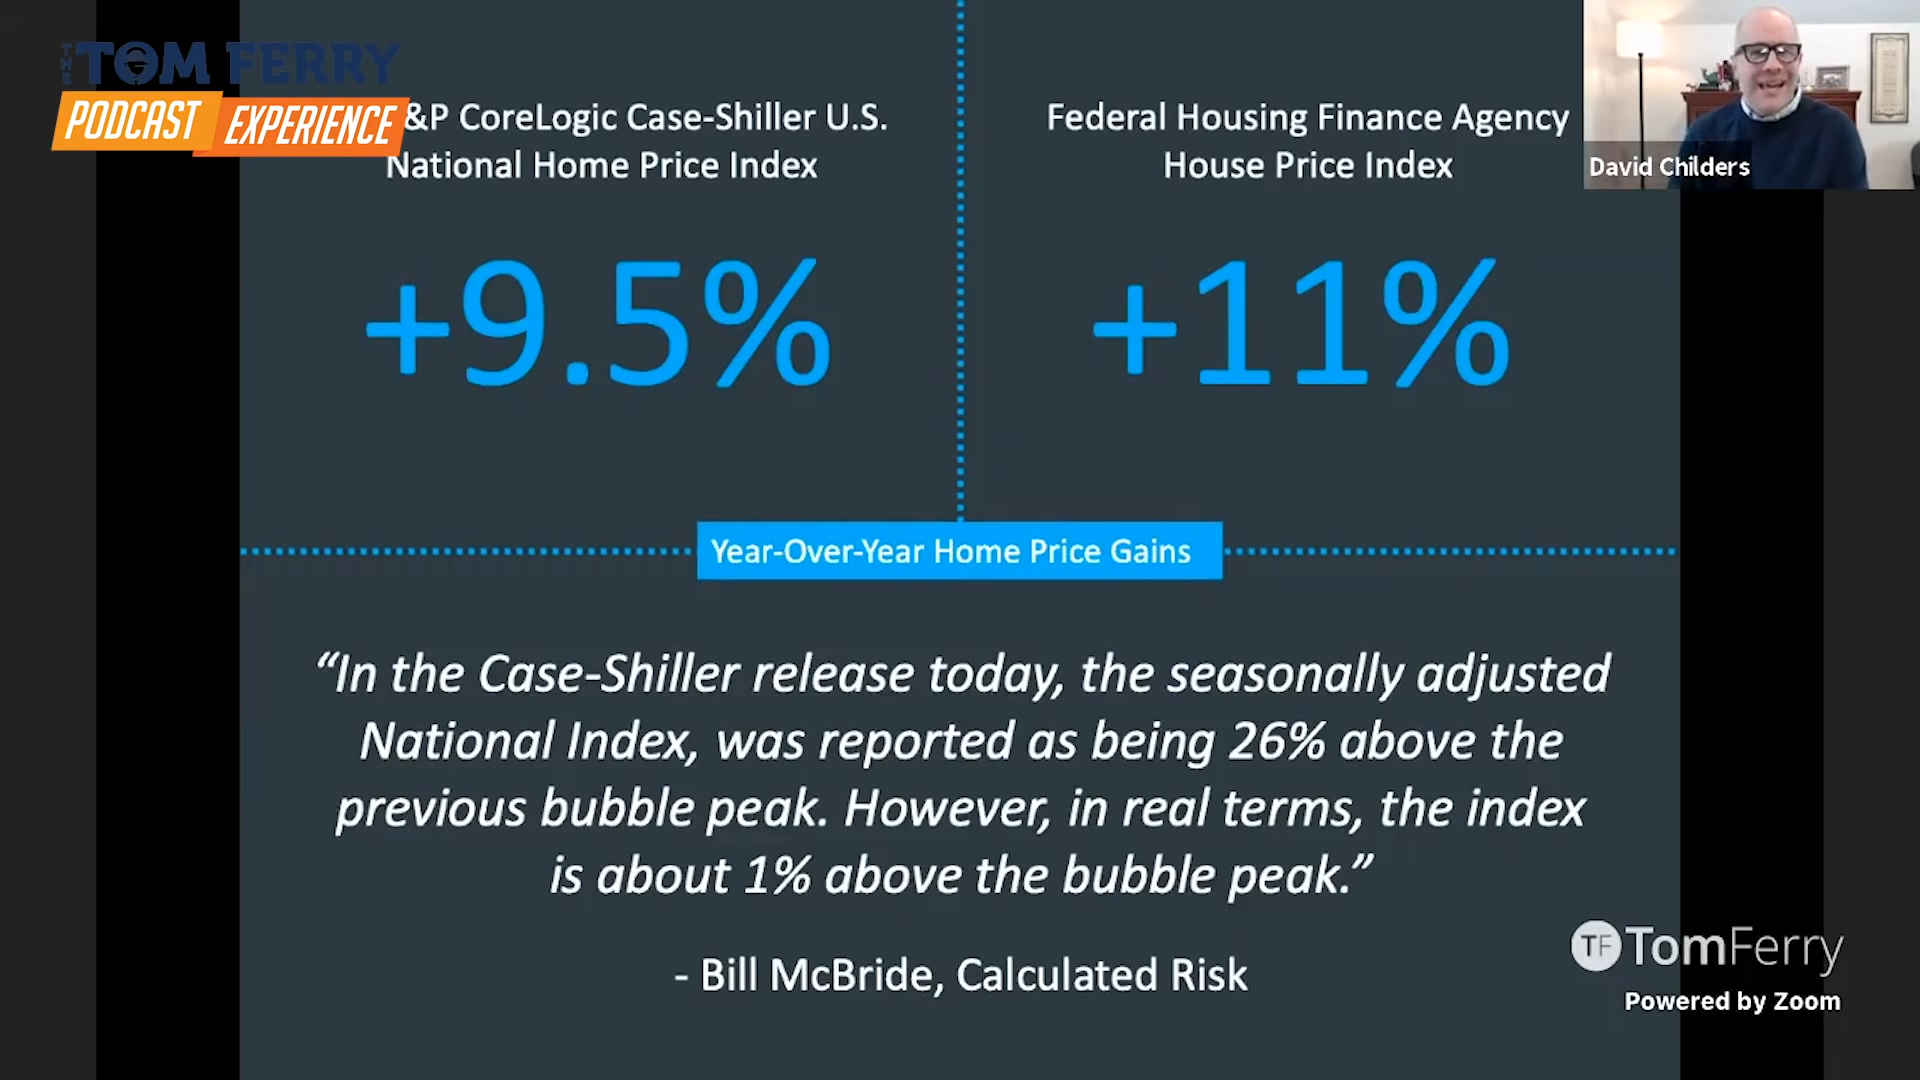 THE TOM FERRY
PODCAST EXPERIENCE
&P CoreLogic Case-Shiller U.S.
National Home Price Index
+9.5%
Federal Housing Finance Agency
House Price Index
+11%
David Childers
Year-Over-Year Home Price Gains
“In the Case-Shiller release today, the seasonally adjusted
National Index, was reported as being 26% above the
previous bubble peak. However, in real terms, the index
is about 1% above the bubble peak.”
- Bill McBride, Calculated Risk
TF TomFerry
Powered by Zoom